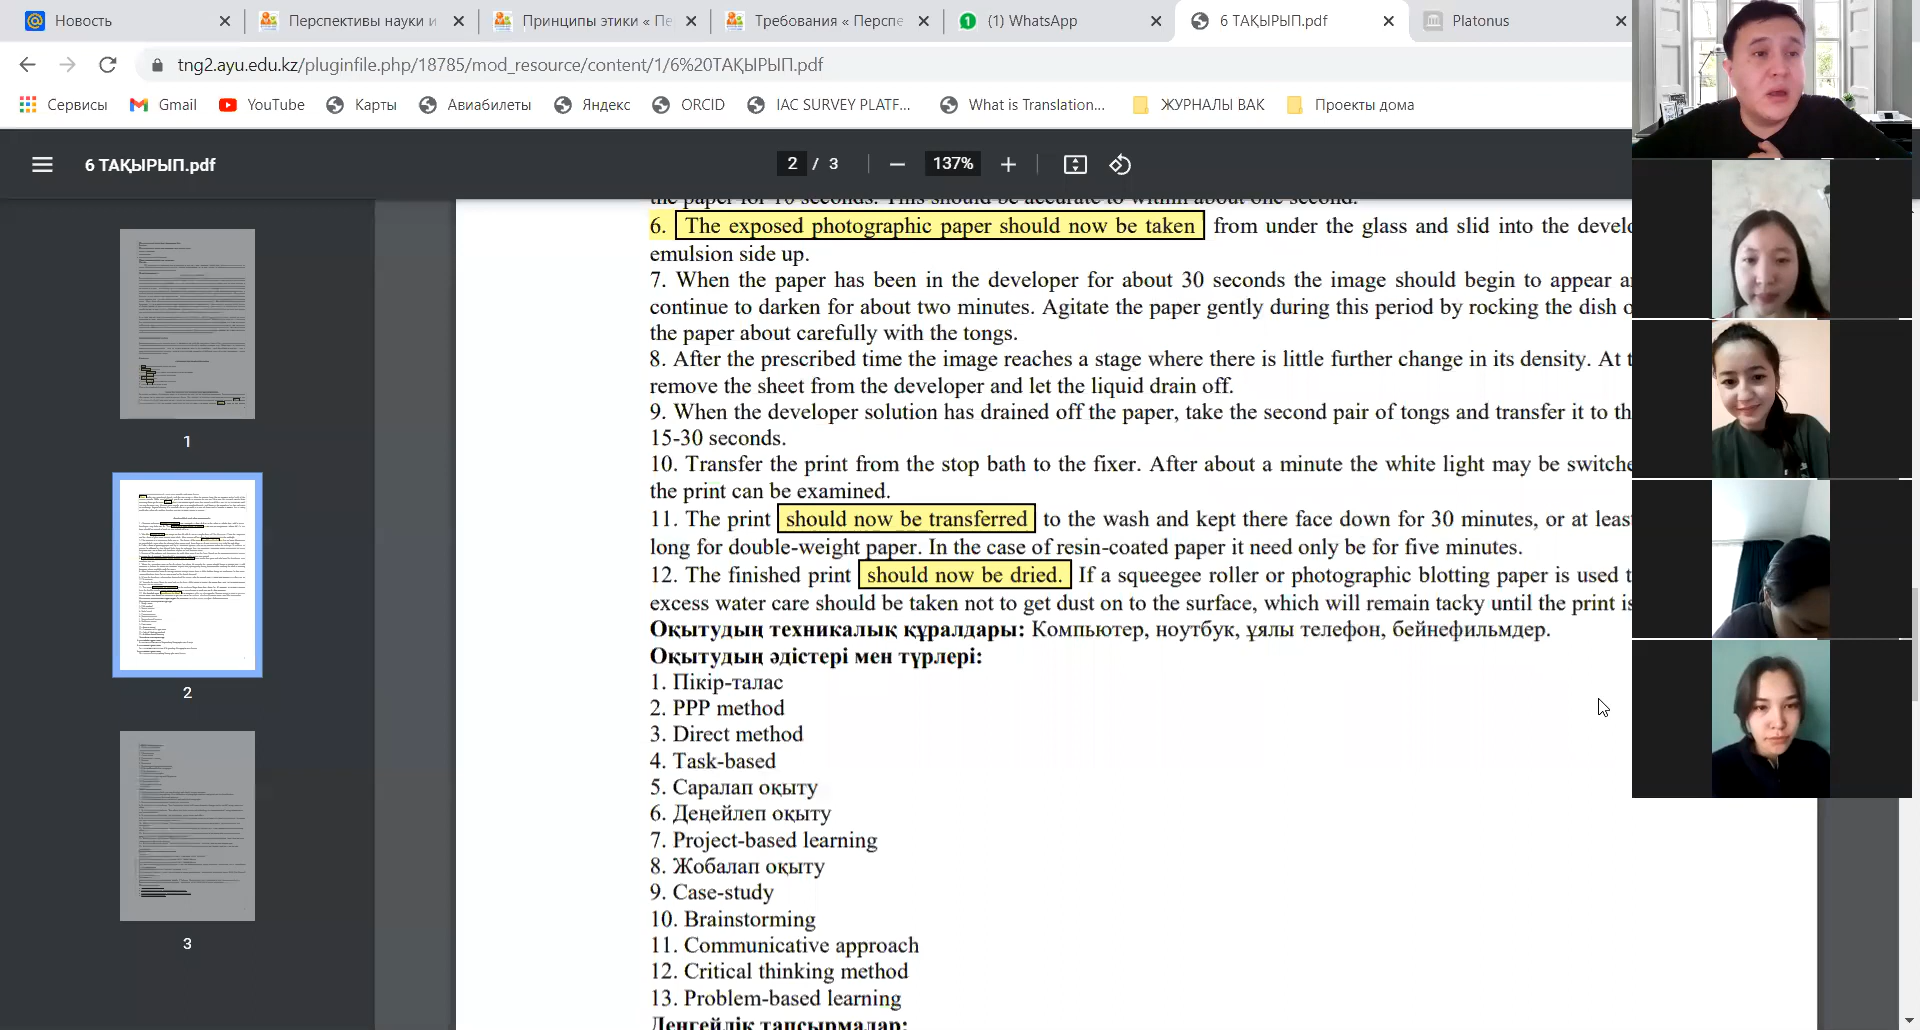 Новость
Перспективы науки и
Принципы этики « Пе
Требования « Перспе
(1) WhatsApp
6 ТАҚЫРЫП.pdf
Platonus
tng2.ayu.edu.kz/pluginfile.php/18785/mod_resource/content/1/6%20ТАҚЫРЫП.pdf
Сервисы
Gmail
YouTube
Карты
Авиабилеты
Яндекс
ORCID
IAC SURVEY PLATF...
What is Translation...
ЖУРНАЛЫ ВАК
Проекты дома
6 ТАҚЫРЫП.pdf
2 / 3
137%
the paper for 10 seconds. This should be accurate to within about one second.
6. The exposed photographic paper should now be taken from under the glass and slid into the develo
emulsion side up.
7. When the paper has been in the developer for about 30 seconds the image should begin to appear a
continue to darken for about two minutes. Agitate the paper gently during this period by rocking the dish o
the paper about carefully with the tongs.
8. After the prescribed time the image reaches a stage where there is little further change in its density. At t
remove the sheet from the developer and let the liquid drain off.
9. When the developer solution has drained off the paper, take the second pair of tongs and transfer it to th
15-30 seconds.
10. Transfer the print from the stop bath to the fixer. After about a minute the white light may be switche
the print can be examined.
11. The print should now be transferred to the wash and kept there face down for 30 minutes, or at leas
long for double-weight paper. In the case of resin-coated paper it need only be for five minutes.
12. The finished print should now be dried. If a squeegee roller or photographic blotting paper is used t
excess water care should be taken not to get dust on to the surface, which will remain tacky until the print is
Оқытудың техникалық құралдары: Компьютер, ноутбук, ұялы телефон, бейнефильмдер.
Оқытудың әдістері мен түрлері:
1. Пікір-талас
2. PPP method
3. Direct method
4. Task-based
5. Саралап оқыту
6. Деңейлеп оқыту
7. Project-based learning
8. Жобалап оқыту
9. Case-study
10. Brainstorming
11. Communicative approach
12. Critical thinking method
13. Problem-based learning
Деңгейлік тапсырмалар:
1
2
3